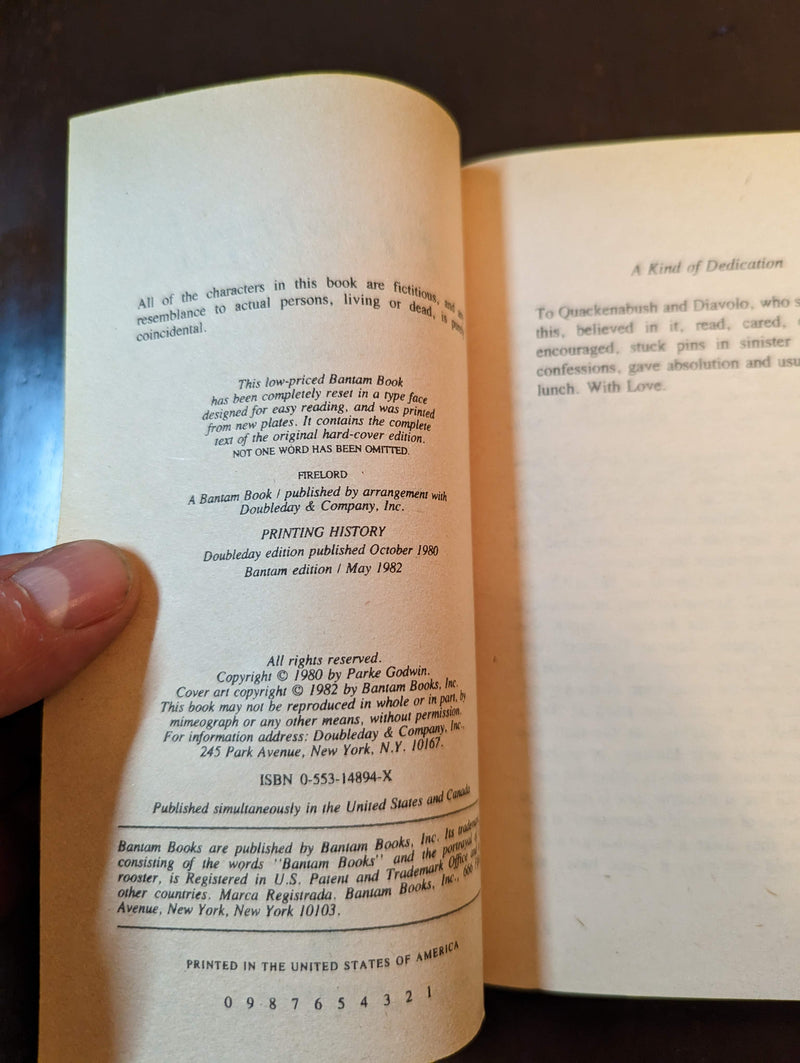 All of the characters in this book are fictitious, and any
resemblance to actual persons, living or dead, is purely
coincidental.
This low-priced Bantam Book
has been completely reset in a type face
designed for easy reading, and was printed
from new plates. It contains the complete
text of the original hard-cover edition.
NOT ONE WORD HAS BEEN OMITTED.
FIRELORD
A Bantam Book / published by arrangement with
Doubleday & Company, Inc.
PRINTING HISTORY
Doubleday edition published October 1980
Bantam edition / May 1982
All rights reserved.
Copyright © 1980 by Parke Godwin.
Cover art copyright © 1982 by Bantam Books, Inc.
This book may not be reproduced in whole or in part, by
mimeograph or any other means, without permission.
For information address: Doubleday & Company, Inc.,
245 Park Avenue, New York, N.Y. 10167.
ISBN 0-553-14894-X
Published simultaneously in the United States and Canada
Bantam Books are published by Bantam Books, Inc. Its
consisting of the words "Bantam Books" and the portrayal
rooster, is Registered in U.S. Patent and Trademark Office and
other countries. Marca Registrada. Bantam Books, Inc., 666
Avenue, New York, New York 10103.
PRINTED IN THE UNITED STATES OF AMERICA
0 9 8 7 6 5 4 3 2 1
A Kind of Dedication
To Quackenabush and Diavolo, who
this, believed in it, read, cared,
encouraged, stuck pins in sinister
confessions, gave absolution and
lunch. With Love.